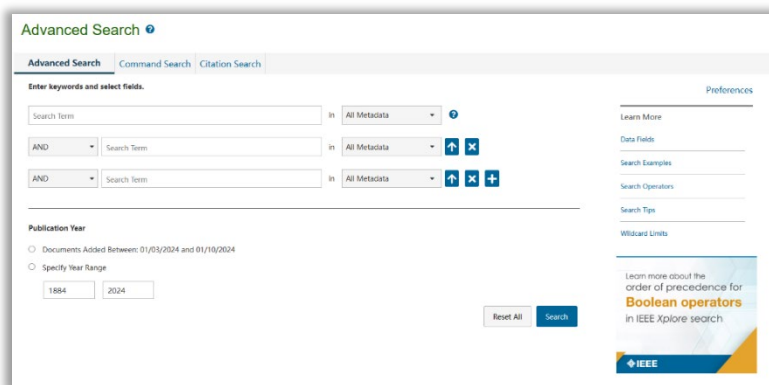 Advanced Search ?
Advanced Search Command Search Citation Search
Enter keywords and select fields.
Preferences
Search Term in All Metadata ?
Learn More
AND Search Term in All Metadata
Data Fields
AND Search Term in All Metadata
Search Examples
Search Operators
Search Tips
Publication Year
Wildcard Limits
Documents Added Between: 01/03/2024 and 01/10/2024
Specify Year Range
1884 2024
Reset All Search
Learn more about the
order of precedence for
Boolean operators
in IEEE Xplore search
IEEE